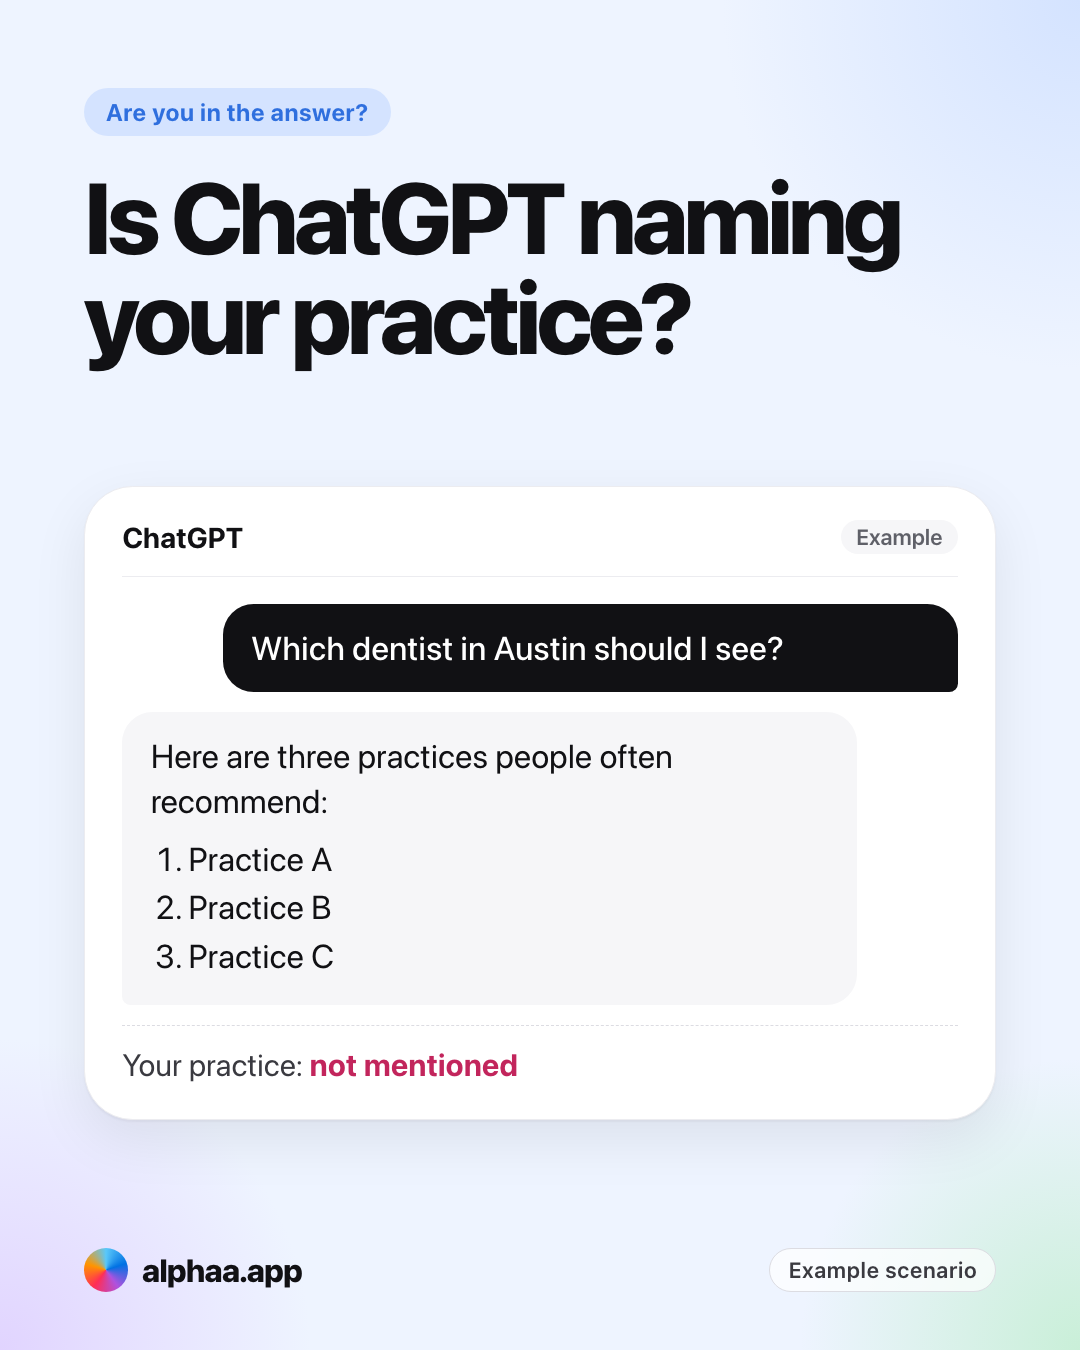 Are you in the answer?
Is ChatGPT naming
your practice?
ChatGPT
Example
Which dentist in Austin should I see?
Here are three practices people often
recommend:
1. Practice A
2. Practice B
3. Practice C
Your practice: not mentioned
alphaa.app
Example scenario